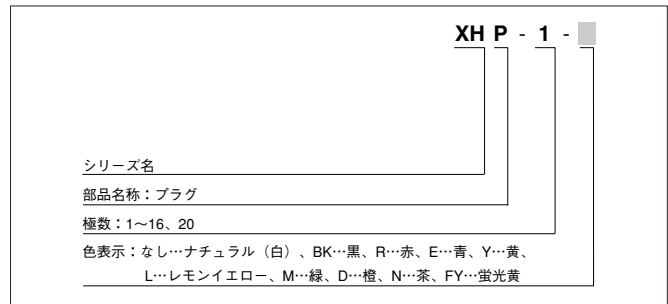 XH P - 1 -
シリーズ名
部品名称：プラグ
極数：1～16、20
色表示：なし…ナチュラル（白）、BK…黒、R…赤、E…青、Y…黄、
L…レモンイエロー、M…緑、D…橙、N…茶、FY…蛍光黄